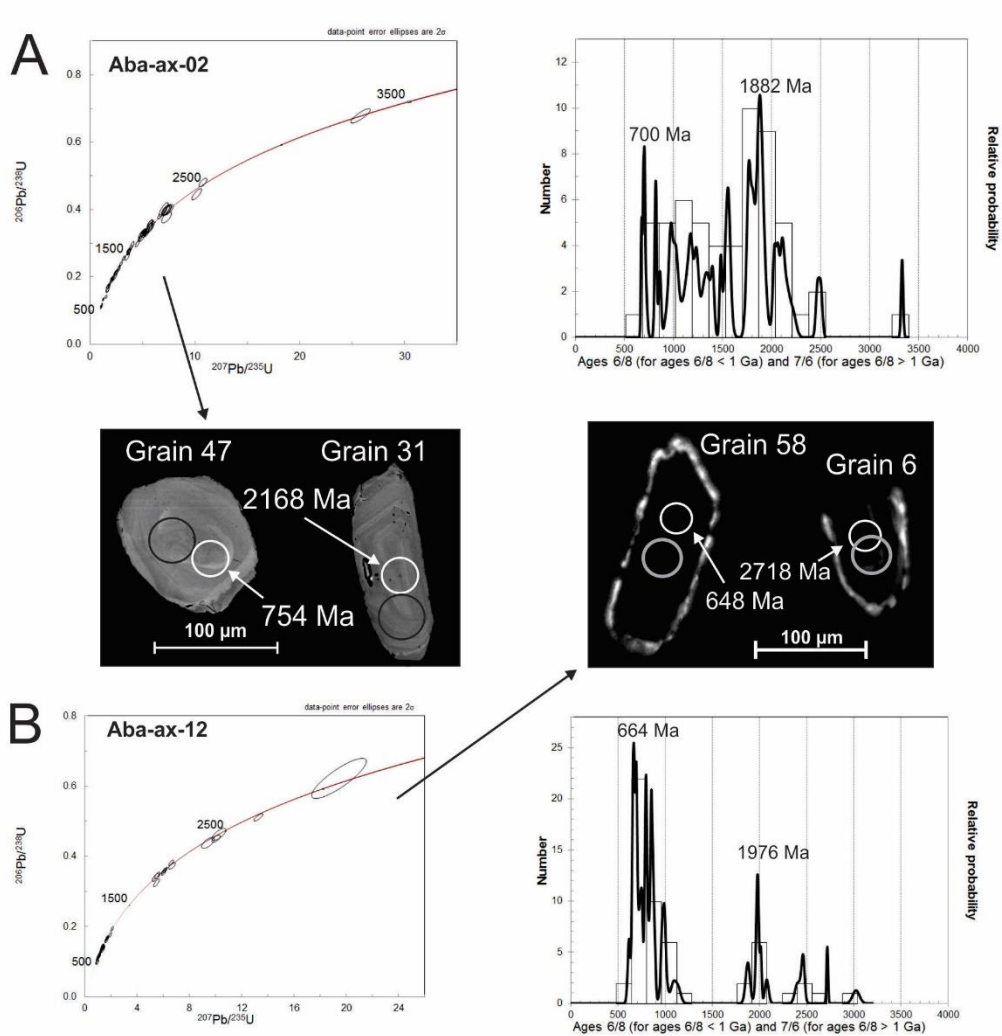 A
data-point error ellipses are 2σ
Aba-ax-02
0.8
0.6
0.4
0.2
0.0
206Pb/238U
500
1500
2500
3500
0
10
20
30
207Pb/235U
12
10
8
6
4
2
0
Number
Relative probability
700 Ma
1882 Ma
0 500 1000 1500 2000 2500 3000 3500 4000
Ages 6/8 (for ages 6/8 < 1 Ga) and 7/6 (for ages 6/8 > 1 Ga)
Grain 47
Grain 31
2168 Ma
754 Ma
100 µm
Grain 58
Grain 6
2718 Ma
648 Ma
100 µm
B
data-point error ellipses are 2σ
Aba-ax-12
0.8
0.6
0.4
0.2
0.0
206Pb/238U
500
1500
2500
0 4 8 12 16 20 24
207Pb/235U
25
20
15
10
5
0
Number
Relative probability
664 Ma
1976 Ma
0 500 1000 1500 2000 2500 3000 3500 4000
Ages 6/8 (for ages 6/8 < 1 Ga) and 7/6 (for ages 6/8 > 1 Ga)